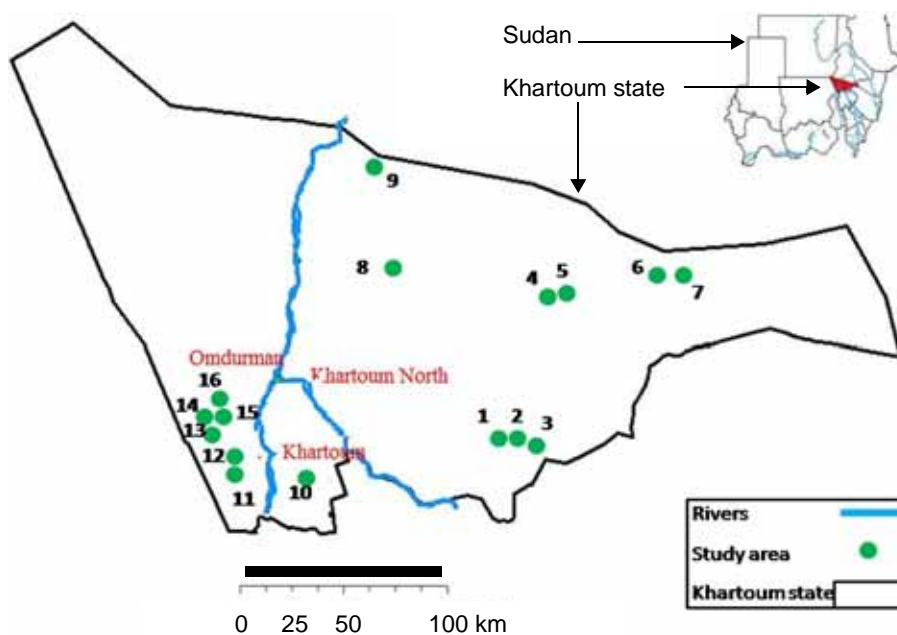 Sudan
Khartoum state
9
8
4 5
6
7
Omdurman
Khartoum North
16
14
15
13
1 2 3
Khartoum
12
11
10
Rivers
Study area
Khartoum state
0 25 50 100 km